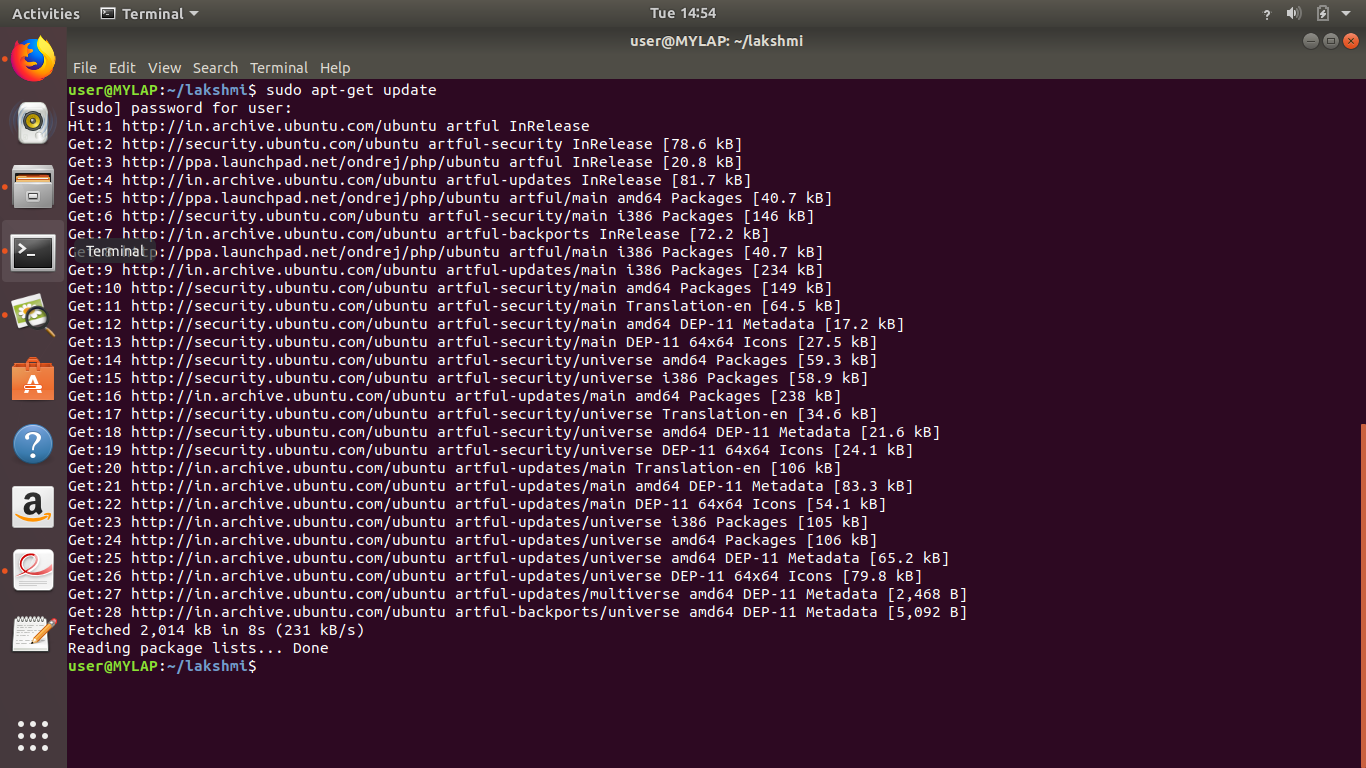 Activities Terminal Tue 14:54 ?
user@MYLAP: ~/lakshmi
File Edit View Search Terminal Help
user@MYLAP:~/lakshmi$ sudo apt-get update
[sudo] password for user:
Hit:1 http://in.archive.ubuntu.com/ubuntu artful InRelease
Get:2 http://security.ubuntu.com/ubuntu artful-security InRelease [78.6 kB]
Get:3 http://ppa.launchpad.net/ondrej/php/ubuntu artful InRelease [20.8 kB]
Get:4 http://in.archive.ubuntu.com/ubuntu artful-updates InRelease [81.7 kB]
Get:5 http://ppa.launchpad.net/ondrej/php/ubuntu artful/main amd64 Packages [40.7 kB]
Get:6 http://security.ubuntu.com/ubuntu artful-security/main i386 Packages [146 kB]
Get:7 http://in.archive.ubuntu.com/ubuntu artful-backports InRelease [72.2 kB]
Terminal p://ppa.launchpad.net/ondrej/php/ubuntu artful/main i386 Packages [40.7 kB]
Get:9 http://in.archive.ubuntu.com/ubuntu artful-updates/main i386 Packages [234 kB]
Get:10 http://security.ubuntu.com/ubuntu artful-security/main amd64 Packages [149 kB]
Get:11 http://security.ubuntu.com/ubuntu artful-security/main Translation-en [64.5 kB]
Get:12 http://security.ubuntu.com/ubuntu artful-security/main amd64 DEP-11 Metadata [17.2 kB]
Get:13 http://security.ubuntu.com/ubuntu artful-security/main DEP-11 64x64 Icons [27.5 kB]
Get:14 http://security.ubuntu.com/ubuntu artful-security/universe amd64 Packages [59.3 kB]
Get:15 http://security.ubuntu.com/ubuntu artful-security/universe i386 Packages [58.9 kB]
Get:16 http://in.archive.ubuntu.com/ubuntu artful-updates/main amd64 Packages [238 kB]
Get:17 http://security.ubuntu.com/ubuntu artful-security/universe Translation-en [34.6 kB]
Get:18 http://security.ubuntu.com/ubuntu artful-security/universe amd64 DEP-11 Metadata [21.6 kB]
Get:19 http://security.ubuntu.com/ubuntu artful-security/universe DEP-11 64x64 Icons [24.1 kB]
Get:20 http://in.archive.ubuntu.com/ubuntu artful-updates/main Translation-en [106 kB]
Get:21 http://in.archive.ubuntu.com/ubuntu artful-updates/main amd64 DEP-11 Metadata [83.3 kB]
Get:22 http://in.archive.ubuntu.com/ubuntu artful-updates/main DEP-11 64x64 Icons [54.1 kB]
Get:23 http://in.archive.ubuntu.com/ubuntu artful-updates/universe i386 Packages [105 kB]
Get:24 http://in.archive.ubuntu.com/ubuntu artful-updates/universe amd64 Packages [106 kB]
Get:25 http://in.archive.ubuntu.com/ubuntu artful-updates/universe amd64 DEP-11 Metadata [65.2 kB]
Get:26 http://in.archive.ubuntu.com/ubuntu artful-updates/universe DEP-11 64x64 Icons [79.8 kB]
Get:27 http://in.archive.ubuntu.com/ubuntu artful-updates/multiverse amd64 DEP-11 Metadata [2,468 B]
Get:28 http://in.archive.ubuntu.com/ubuntu artful-backports/universe amd64 DEP-11 Metadata [5,092 B]
Fetched 2,014 kB in 8s (231 kB/s)
Reading package lists... Done
user@MYLAP:~/lakshmi$